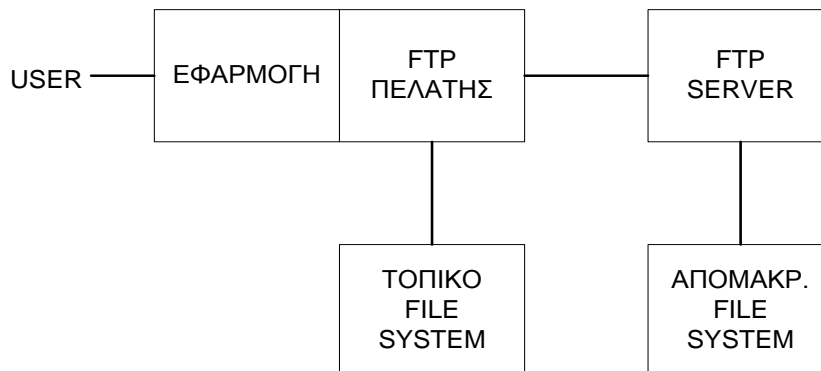 USER
ΕΦΑΡΜΟΓΗ
FTP
ΠΕΛΑΤΗΣ
FTP
SERVER
ΤΟΠΙΚΟ
FILE
SYSTEM
ΑΠΟΜΑΚΡ.
FILE
SYSTEM